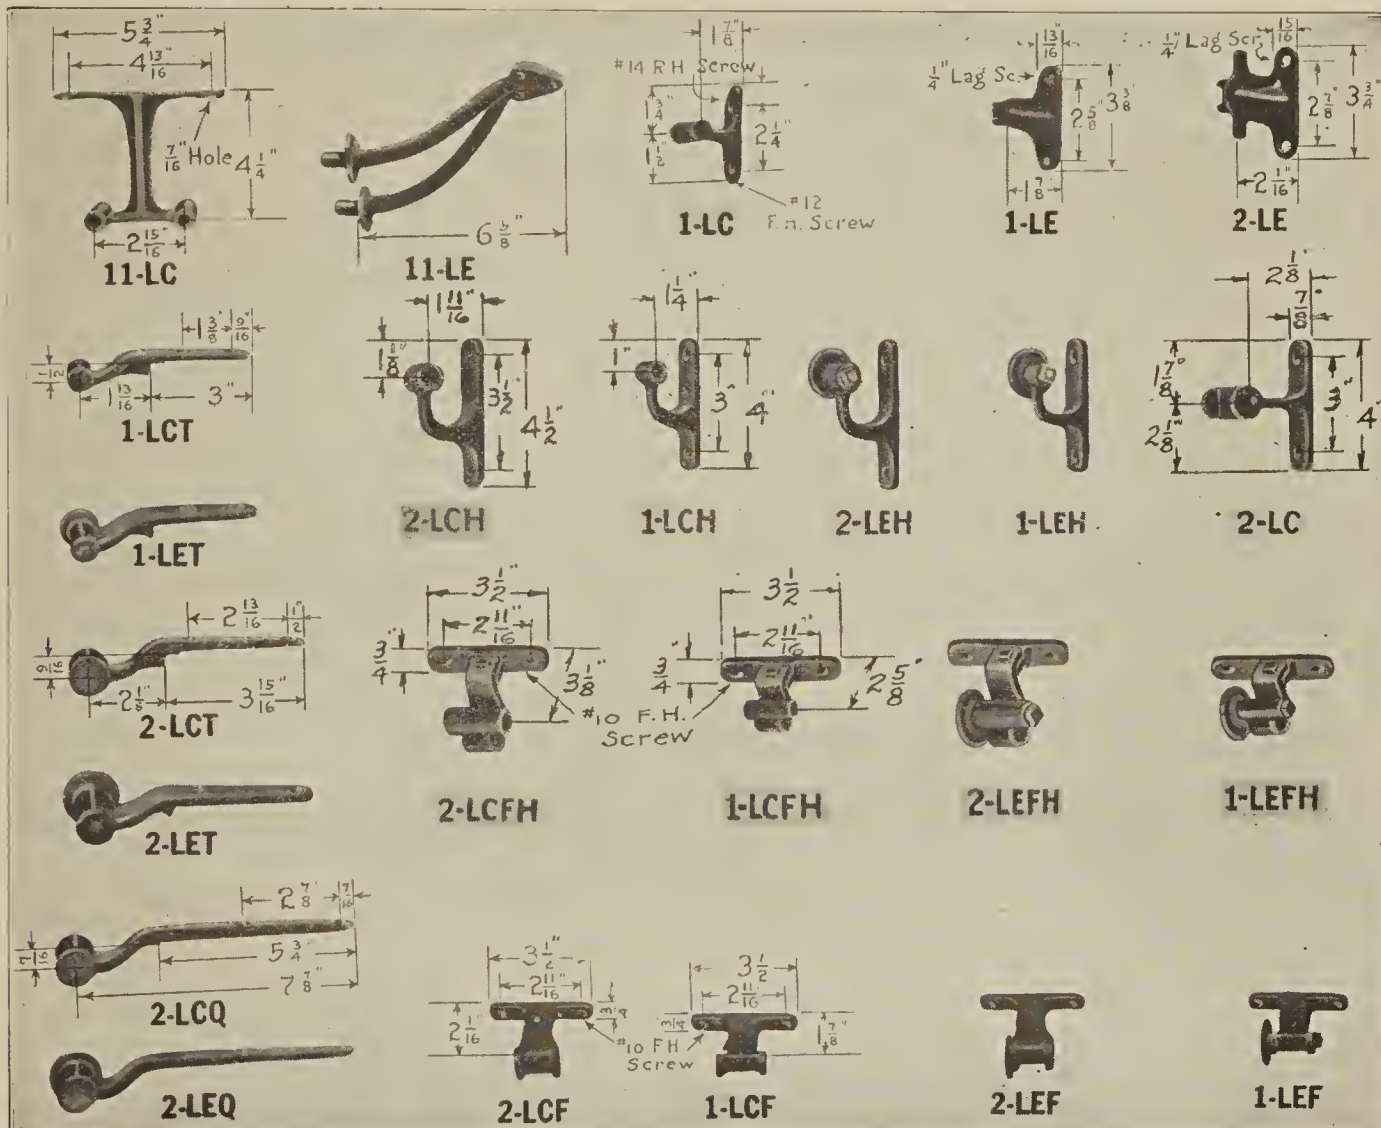 5 3/4"
4 13/16"
7/16" Hole
4 1/4"
2 15/16"
11-LC
6 5/8"
11-LE
1 7/8"
#14 R H Screw
3/4"
1 1/2"
2 1/4"
#12
F.H. Screw
1-LC
13/16"
1/4" Lag Sc.
2 5/8"
3 3/8"
1 7/8"
1-LE
15/16"
1/4" Lag Scr.
2 7/8"
3 3/4"
2 1/16"
2-LE
1 3/8"
9/16"
1/2
1 13/16
3"
1-LCT
1 11/16"
1 1/8"
3 1/2"
4 1/2"
2-LCH
1 1/4"
1"
3"
4"
1-LCH
2-LEH
1-LEH
2 1/8"
7/8"
1 7/8"
2 1/8"
3"
4"
2-LC
1-LET
2 13/16
1/2"
9/16
2 1/8"
3 15/16"
2-LCT
3 1/2"
2 11/16"
3/4"
3 1/8"
#10 F.H.
Screw
2-LCFH
3 1/2
2 11/16"
3/4"
2 5/8"
1-LCFH
2-LEFH
1-LEFH
2-LET
2 7/8"
7/16"
7/16
5 3/4"
7 7/8"
2-LCQ
3 1/2"
2 11/16"
3/4
2 1/16"
#10 FH
Screw
2-LCF
3 1/2
2 11/16"
3/4
1 7/8"
1-LCF
2-LEF
1-LEF
2-LEQ